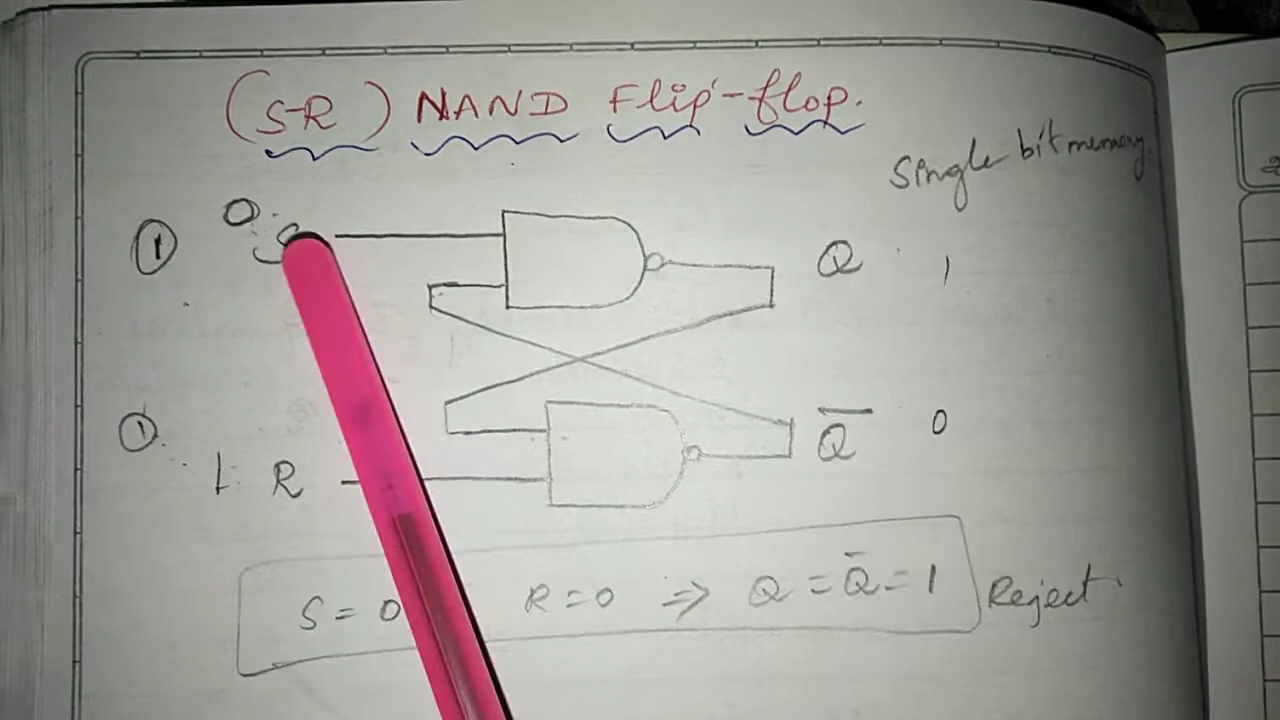 (S-R) NAND Flip-flop.
Single bit memory
① 0 S Q 1
① 1 R Q̅ 0
S = 0 R = 0 ⇒ Q = Q̅ = 1 Reject